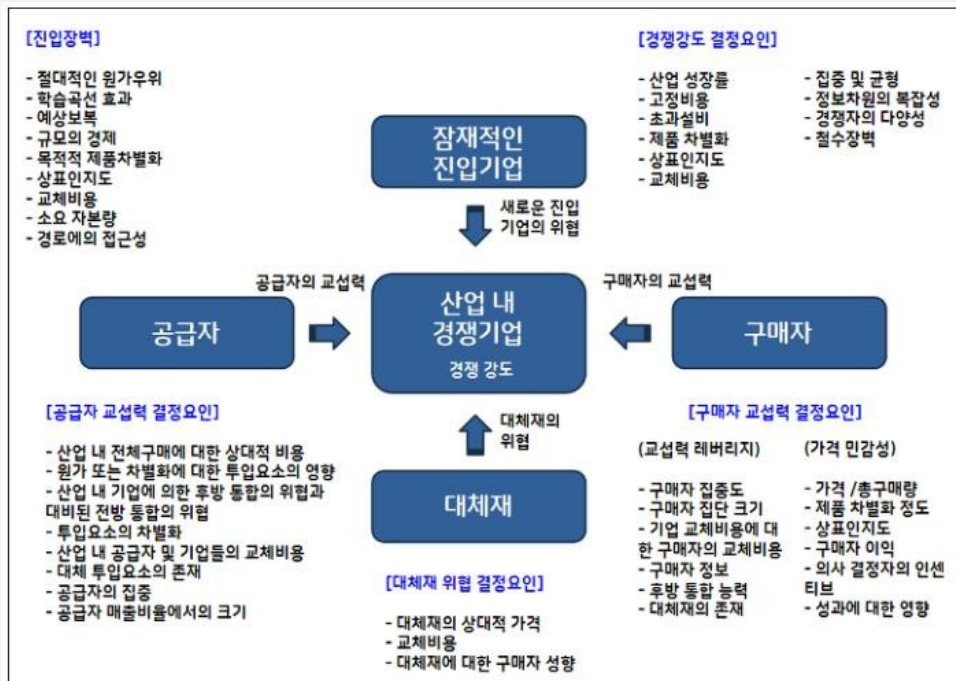 [진입장벽]
- 절대적인 원가우위
- 학습곡선 효과
- 예상보복
- 규모의 경제
- 목적적 제품차별화
- 상표인지도
- 교체비용
- 소요 자본량
- 경로에의 접근성
[경쟁강도 결정요인]
- 산업 성장률
- 고정비용
- 초과설비
- 제품 차별화
- 상표인지도
- 교체비용
- 집중 및 균형
- 정보차원의 복잡성
- 경쟁자의 다양성
- 철수장벽
잠재적인
진입기업
새로운 진입
기업의 위협
공급자의 교섭력
구매자의 교섭력
공급자
산업 내
경쟁기업
경쟁 강도
구매자
대체재의
위협
대체재
[공급자 교섭력 결정요인]
- 산업 내 전체구매에 대한 상대적 비용
- 원가 또는 차별화에 대한 투입요소의 영향
- 산업 내 기업에 의한 후방 통합의 위협과
대비된 전방 통합의 위협
- 투입요소의 차별화
- 산업 내 공급자 및 기업들의 교체비용
- 대체 투입요소의 존재
- 공급자의 집중
- 공급자 매출비율에서의 크기
[대체재 위협 결정요인]
- 대체재의 상대적 가격
- 교체비용
- 대체재에 대한 구매자 성향
[구매자 교섭력 결정요인]
(교섭력 레버리지)
- 구매자 집중도
- 구매자 집단 크기
- 기업 교체비용에 대
한 구매자의 교체비용
- 구매자 정보
- 후방 통합 능력
- 대체재의 존재
(가격 민감성)
- 가격 /총구매량
- 제품 차별화 정도
- 상표인지도
- 구매자 이익
- 의사 결정자의 인센
티브
- 성과에 대한 영향